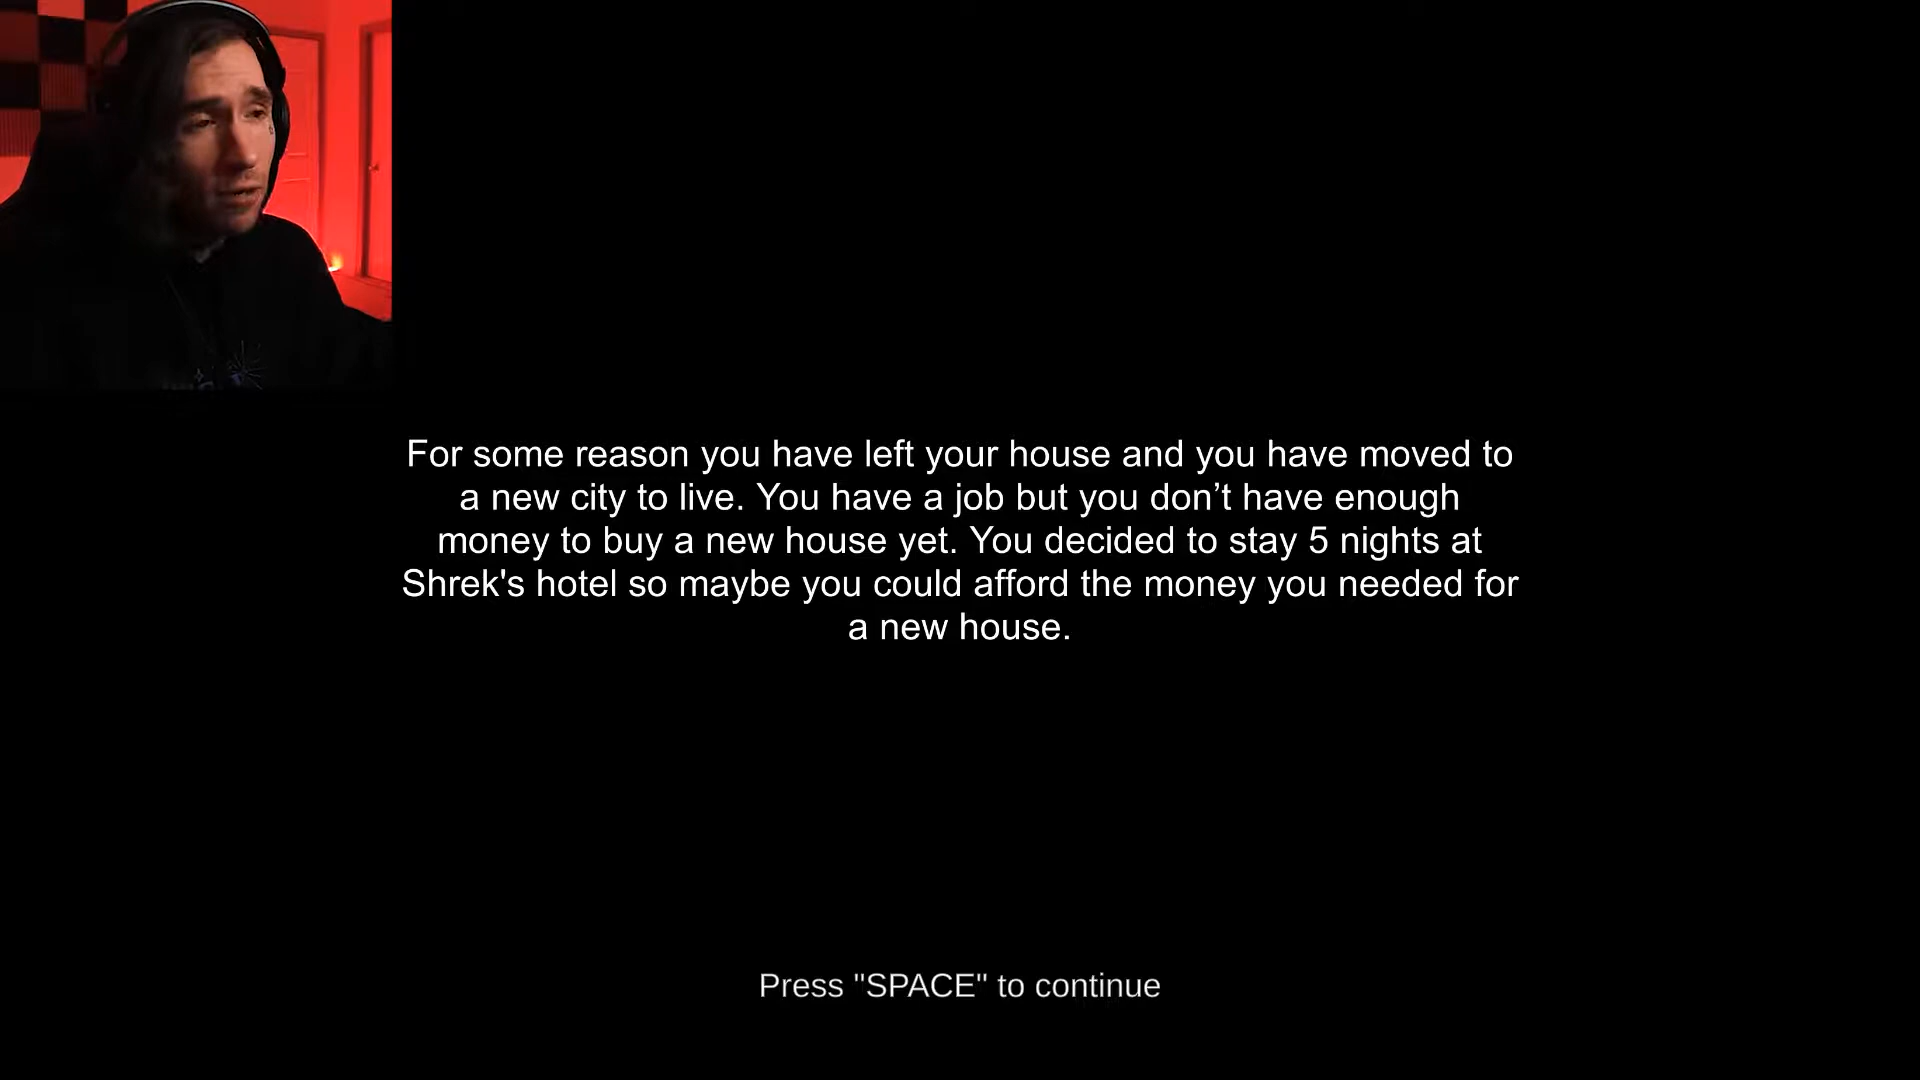 For some reason you have left your house and you have moved to
a new city to live. You have a job but you don’t have enough
money to buy a new house yet. You decided to stay 5 nights at
Shrek's hotel so maybe you could afford the money you needed for
a new house.
Press "SPACE" to continue